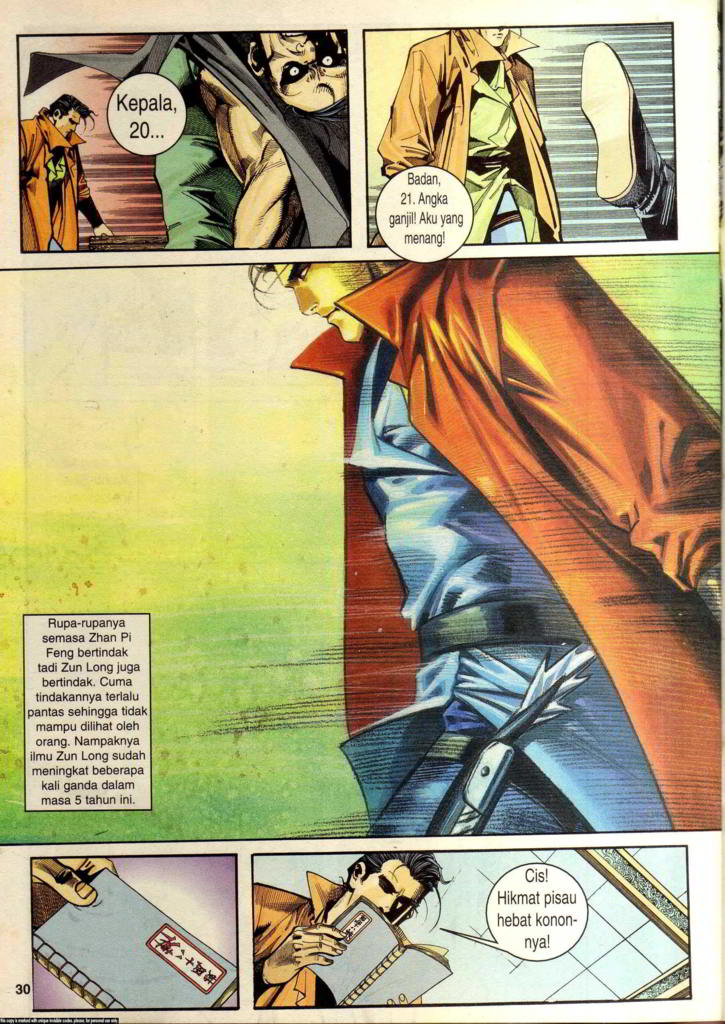 Kepala,
20...
Badan,
21. Angka
ganjil! Aku yang
menang!
Rupa-rupanya
semasa Zhan Pi
Feng bertindak
tadi Zun Long juga
bertindak. Cuma
tindakannya terlalu
pantas sehingga tidak
mampu dilihat oleh
orang. Nampaknya
ilmu Zun Long sudah
meningkat beberapa
kali ganda dalam
masa 5 tahun ini.
Cis!
Hikmat pisau
hebat konon-
nya!
30